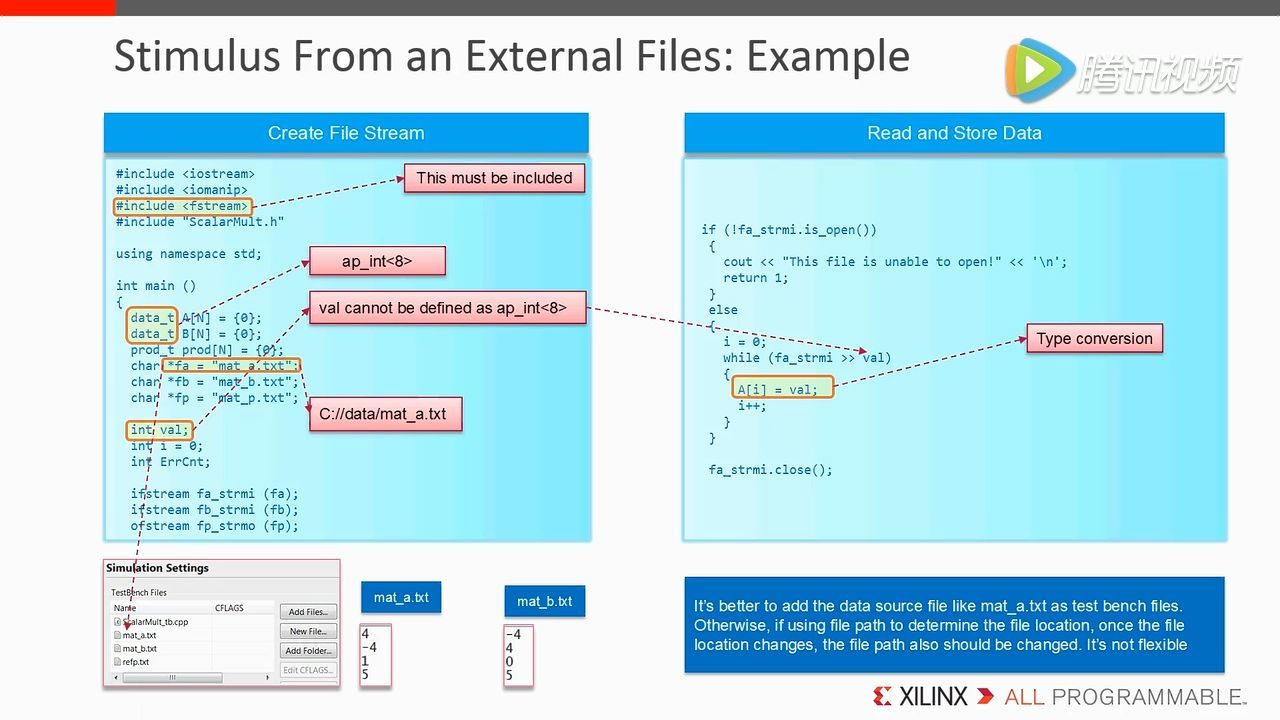 Stimulus From an External Files: Example
腾讯视频
Create File Stream
#include <iostream>
#include <iomanip>
#include <fstream>
#include "ScalarMult.h"
using namespace std;
int main ()
{
data_t A[N] = {0};
data_t B[N] = {0};
prod_t prod[N] = {0};
char *fa = "mat_a.txt";
char *fb = "mat_b.txt";
char *fp = "mat_p.txt";
int val;
int i = 0;
int ErrCnt;
ifstream fa_strmi (fa);
ifstream fb_strmi (fb);
ofstream fp_strmo (fp);
This must be included
ap_int<8>
val cannot be defined as ap_int<8>
C://data/mat_a.txt
Read and Store Data
if (!fa_strmi.is_open())
{
cout << "This file is unable to open!" << '\n';
return 1;
}
else
{
i = 0;
while (fa_strmi >> val)
{
A[i] = val;
i++;
}
}
fa_strmi.close();
Type conversion
Simulation Settings
TestBench Files
Name CFLAGS
ScalarMult_tb.cpp
mat_a.txt
mat_b.txt
refp.txt
Add Files...
New File...
Add Folder...
Edit CFLAGS...
mat_a.txt
4
-4
1
5
mat_b.txt
-4
4
0
5
It's better to add the data source file like mat_a.txt as test bench files.
Otherwise, if using file path to determine the file location, once the file
location changes, the file path also should be changed. It's not flexible
XILINX ALL PROGRAMMABLE™